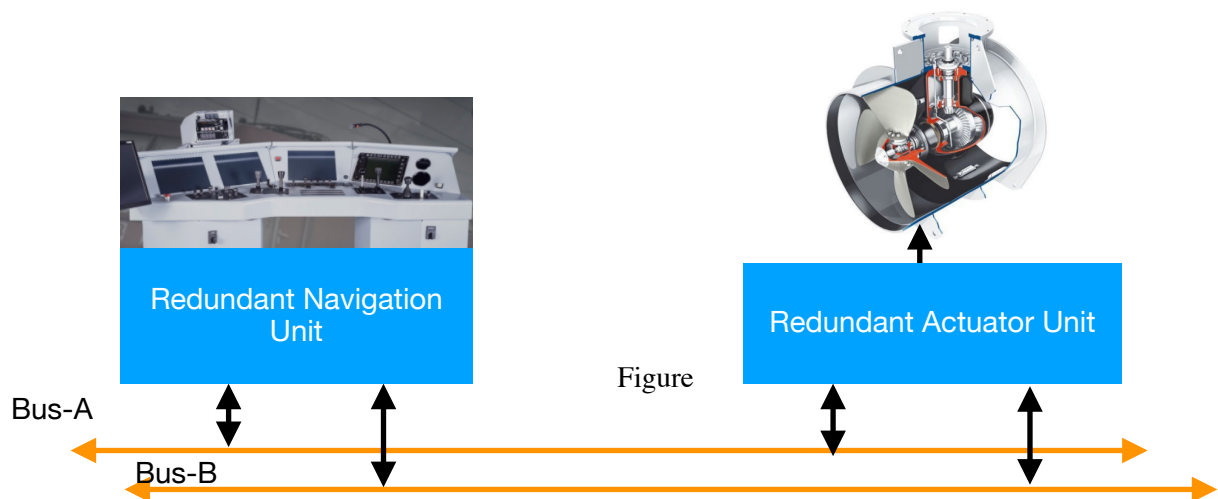 Redundant Navigation
Unit
Redundant Actuator Unit
Figure
Bus-A
Bus-B